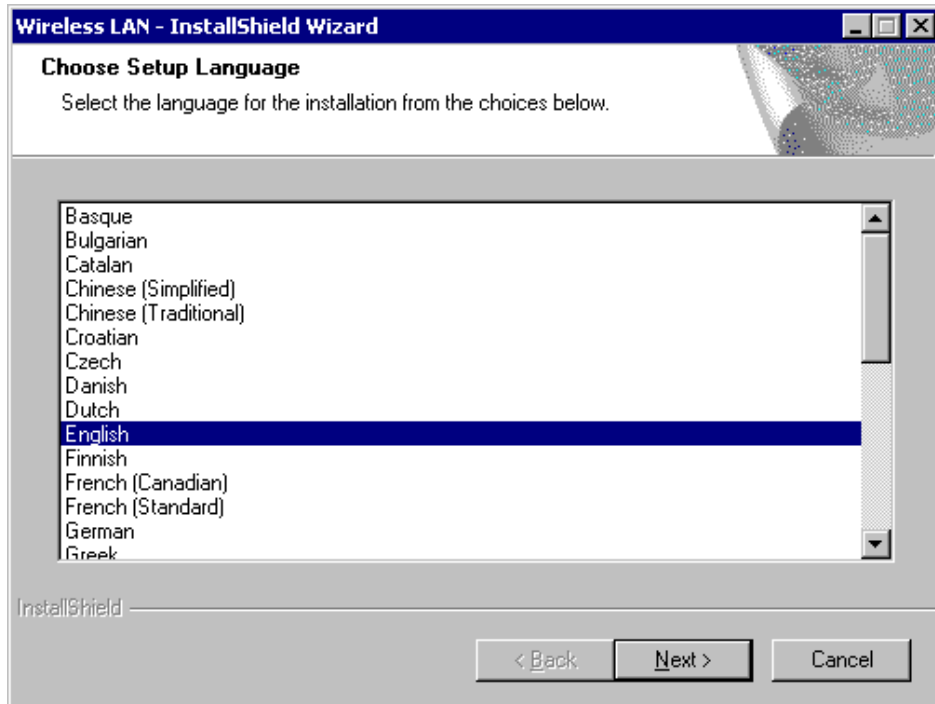 Wireless LAN - InstallShield Wizard
Choose Setup Language
Select the language for the installation from the choices below.
Basque
Bulgarian
Catalan
Chinese (Simplified)
Chinese (Traditional)
Croatian
Czech
Danish
Dutch
English
Finnish
French (Canadian)
French (Standard)
German
Greek
InstallShield
< Back Next > Cancel